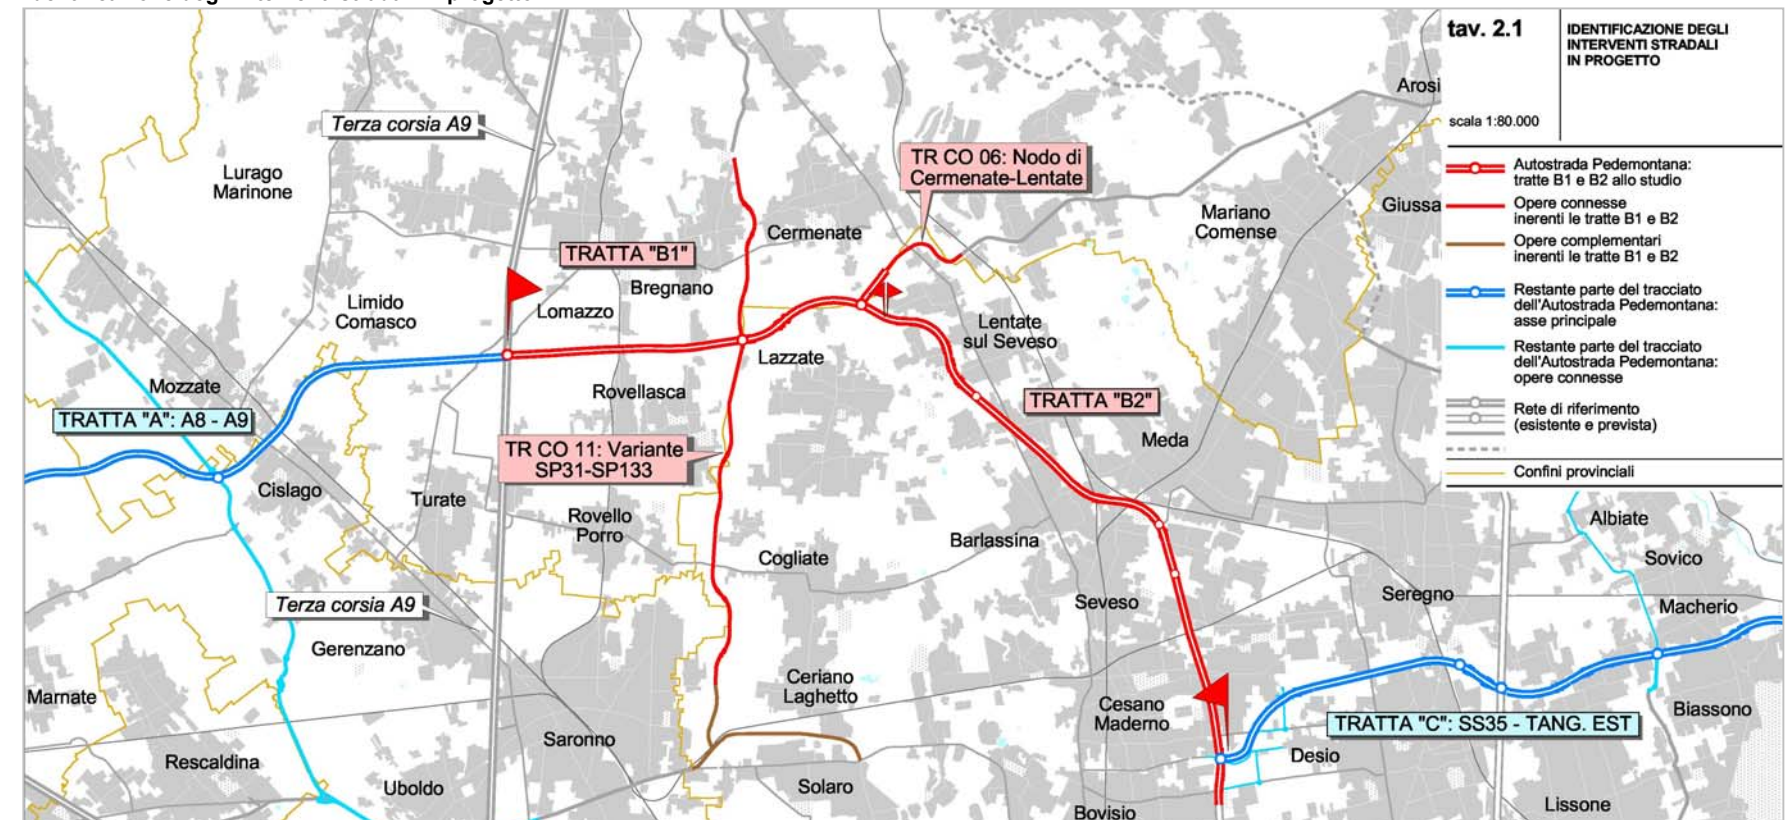 tav. 2.1
IDENTIFICAZIONE DEGLI
INTERVENTI STRADALI
IN PROGETTO
scala 1:80.000
Autostrada Pedemontana:
tratte B1 e B2 allo studio
Opere connesse
inerenti le tratte B1 e B2
Opere complementari
inerenti le tratte B1 e B2
Restante parte del tracciato
dell'Autostrada Pedemontana:
asse principale
Restante parte del tracciato
dell'Autostrada Pedemontana:
opere connesse
Rete di riferimento
(esistente e prevista)
Confini provinciali
Arosi
Terza corsia A9
TR CO 06: Nodo di
Cermenate-Lentate
Lurago
Marinone
Giussa
Mariano
Comense
Cermenate
TRATTA "B1"
Bregnano
Limido
Comasco
Lomazzo
Lentate
sul Seveso
Lazzate
Mozzate
Rovellasca
TRATTA "B2"
TRATTA "A": A8 - A9
Meda
TR CO 11: Variante
SP31-SP133
Cislago
Turate
Rovello
Porro
Albiate
Barlassina
Cogliate
Sovico
Seregno
Terza corsia A9
Seveso
Macherio
Gerenzano
Ceriano
Laghetto
Marnate
Cesano
Maderno
Biassono
TRATTA "C": SS35 - TANG. EST
Saronno
Desio
Rescaldina
Uboldo
Solaro
Lissone
Bovisio